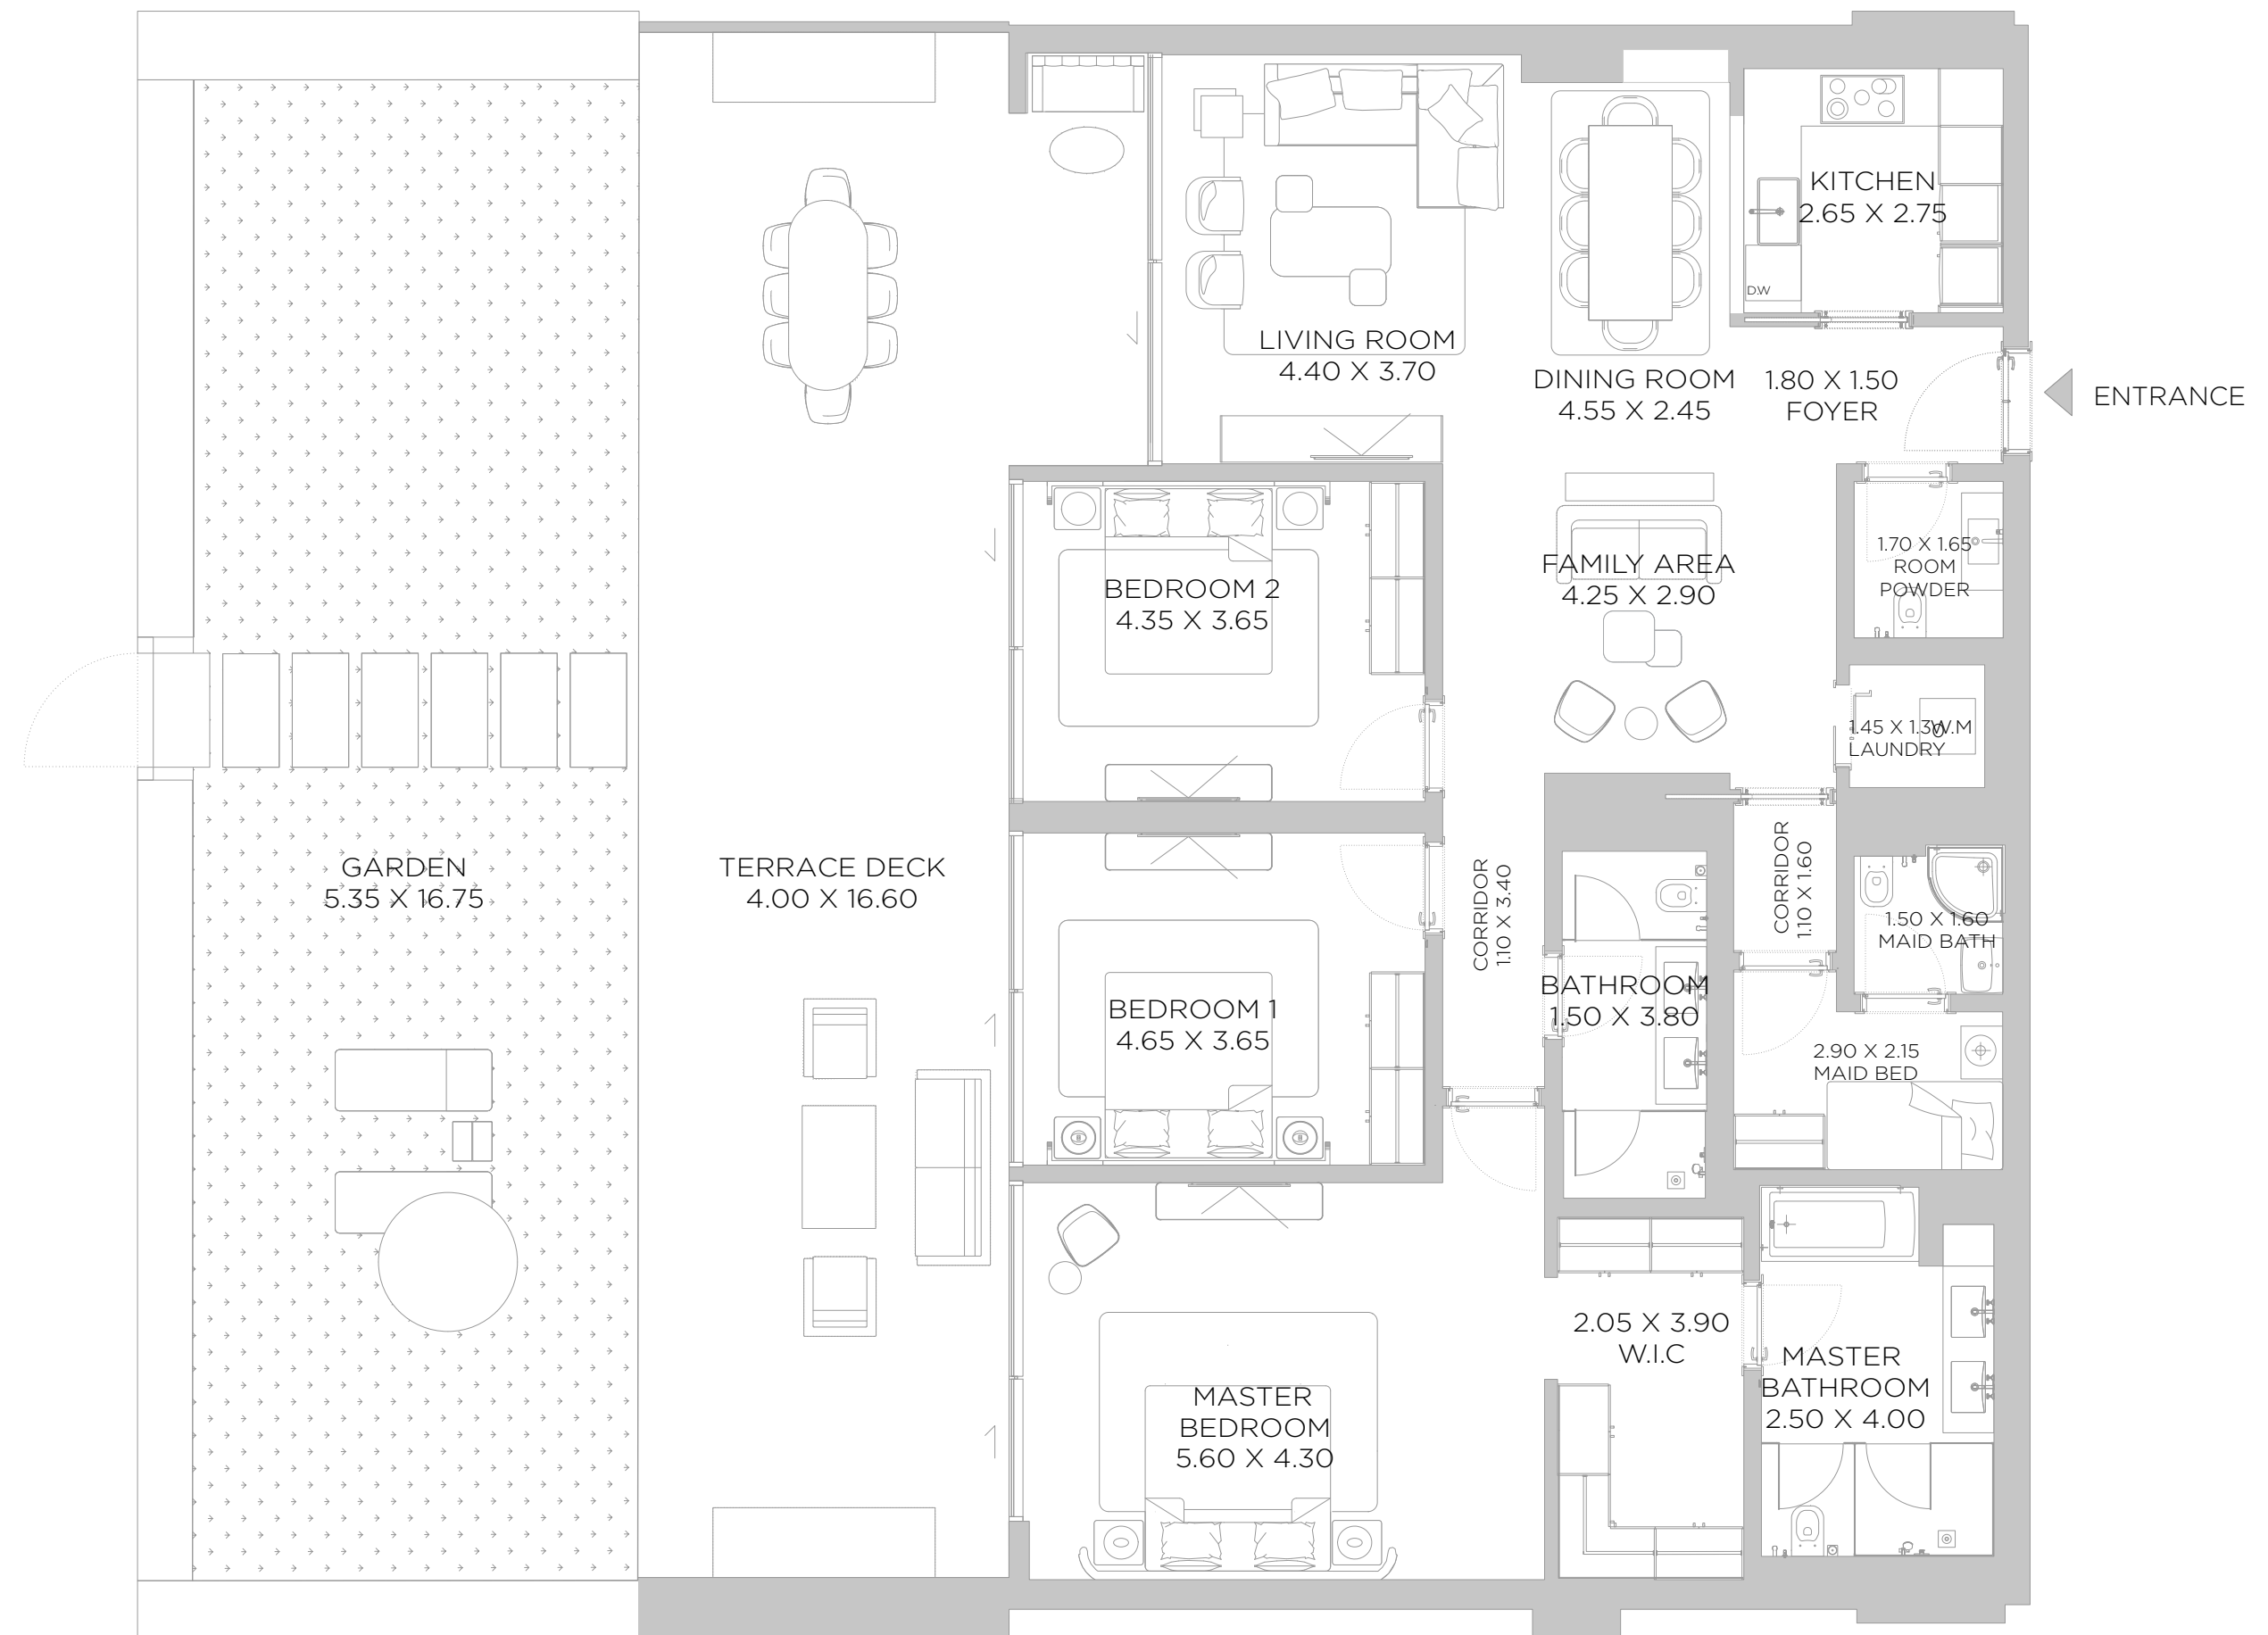 KITCHEN
2.65 X 2.75
D.W
LIVING ROOM
4.40 X 3.70
DINING ROOM
4.55 X 2.45
1.80 X 1.50
FOYER
ENTRANCE
BEDROOM 2
4.35 X 3.65
FAMILY AREA
4.25 X 2.90
1.70 X 1.65
ROOM
POWDER
1.45 X 1.30
W.M
LAUNDRY
GARDEN
5.35 X 16.75
TERRACE DECK
4.00 X 16.60
CORRIDOR
1.10 X 3.40
CORRIDOR
1.10 X 1.60
1.50 X 1.60
MAID BATH
BEDROOM 1
4.65 X 3.65
BATHROOM
1.50 X 3.80
2.90 X 2.15
MAID BED
2.05 X 3.90
W.I.C
MASTER
BATHROOM
2.50 X 4.00
MASTER
BEDROOM
5.60 X 4.30